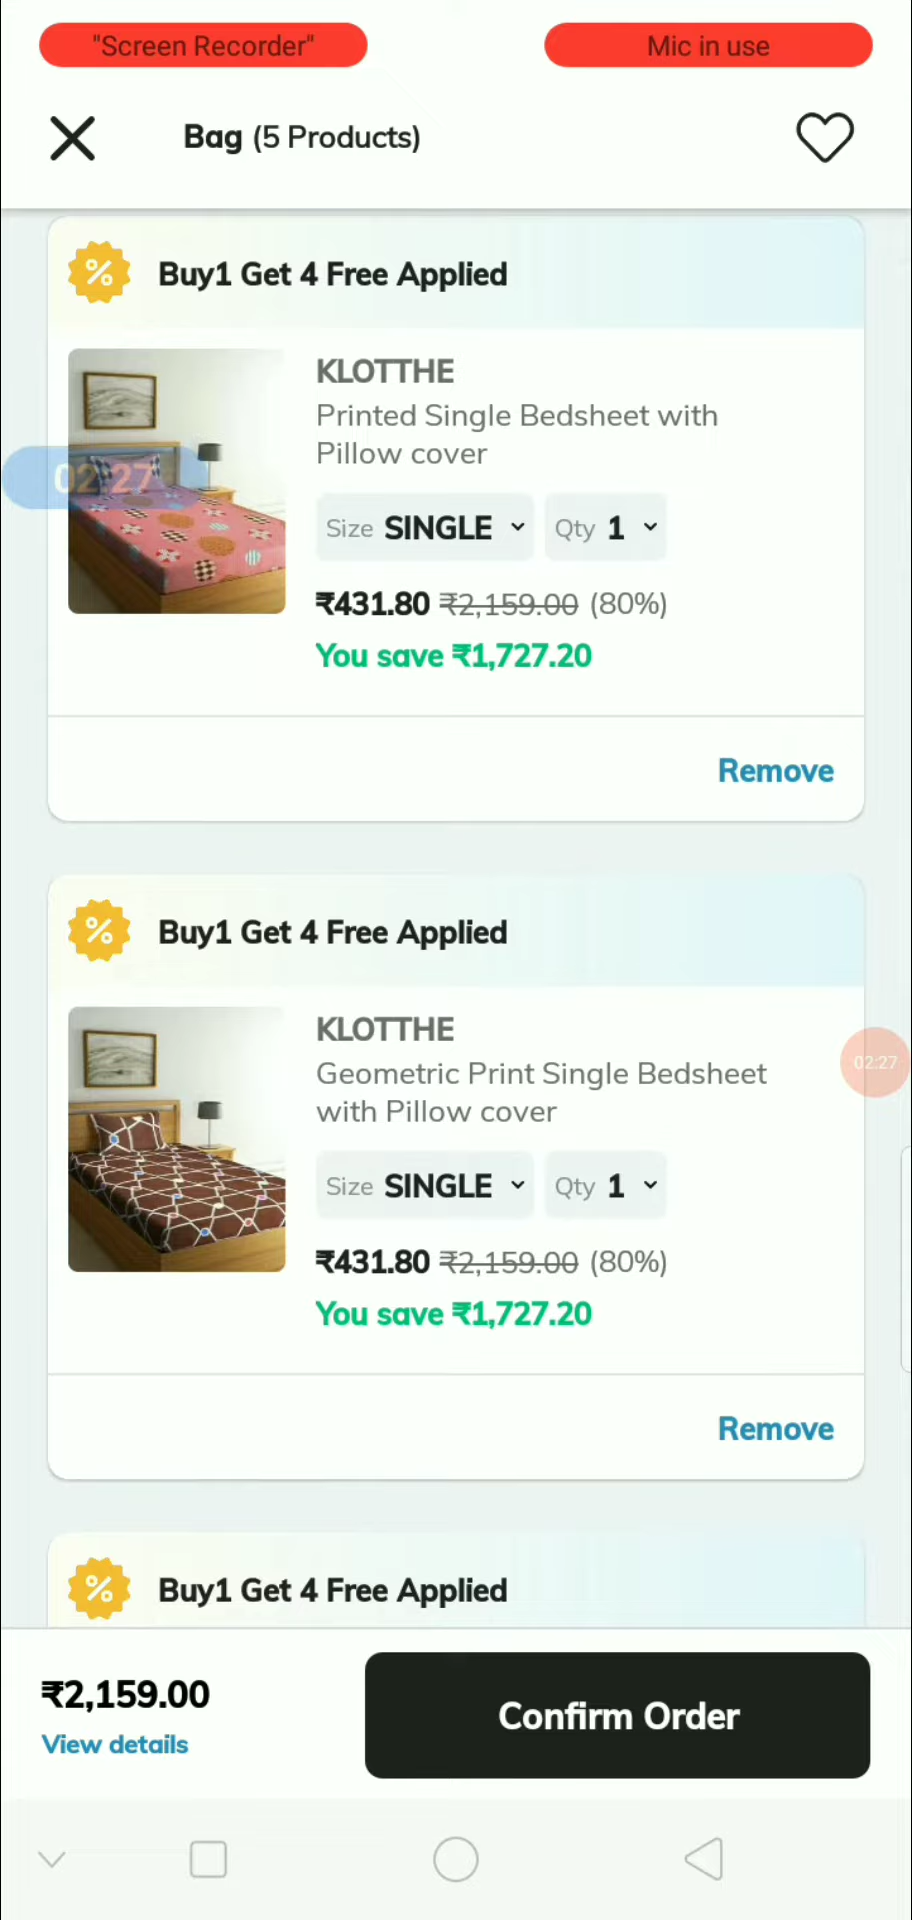 "Screen Recorder"
Mic in use
Bag (5 Products)
Buy1 Get 4 Free Applied
KLOTTHE
Printed Single Bedsheet with
Pillow cover
02:27
Size SINGLE Qty 1
₹431.80 ₹2,159.00 (80%)
You save ₹1,727.20
Remove
Buy1 Get 4 Free Applied
KLOTTHE
Geometric Print Single Bedsheet
with Pillow cover
02:27
Size SINGLE Qty 1
₹431.80 ₹2,159.00 (80%)
You save ₹1,727.20
Remove
Buy1 Get 4 Free Applied
₹2,159.00
View details
Confirm Order